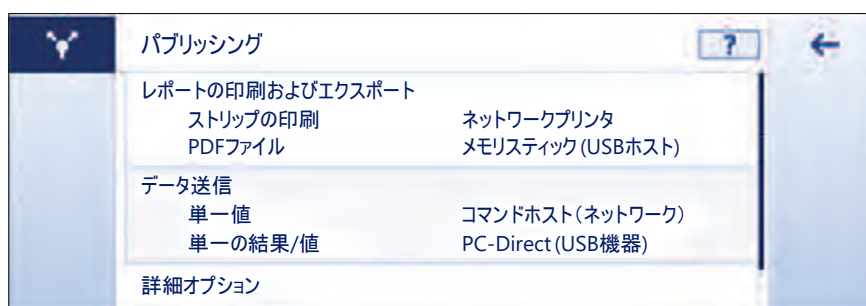 パブリッシング ?
レポートの印刷およびエクスポート
ストリップの印刷 ネットワークプリンタ
PDFファイル メモリスティック(USBホスト)
データ送信
単一値 コマンドホスト(ネットワーク)
単一の結果/値 PC-Direct(USB機器)
詳細オプション